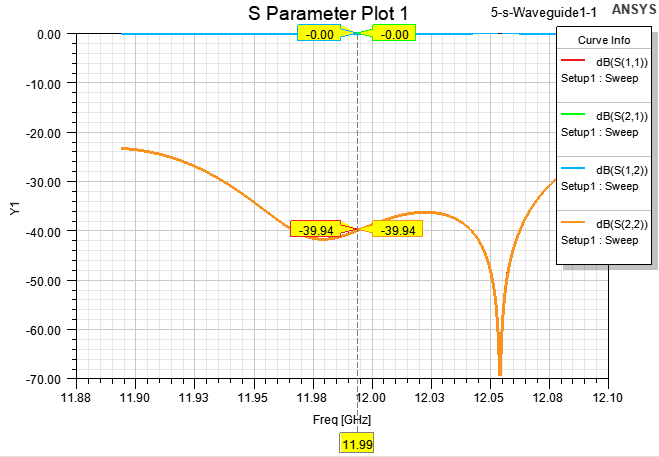 S Parameter Plot 1
5-s-Waveguide1-1
ANSYS
0.00
-10.00
-20.00
-30.00
-40.00
-50.00
-60.00
-70.00
Y1
-0.00
-0.00
-39.94
-39.94
Curve Info
dB(S(1,1))
Setup1 : Sweep
dB(S(2,1))
Setup1 : Sweep
dB(S(1,2))
Setup1 : Sweep
dB(S(2,2))
Setup1 : Sweep
11.88
11.90
11.93
11.95
11.98
12.00
12.03
12.05
12.08
12.10
Freq [GHz]
11.99